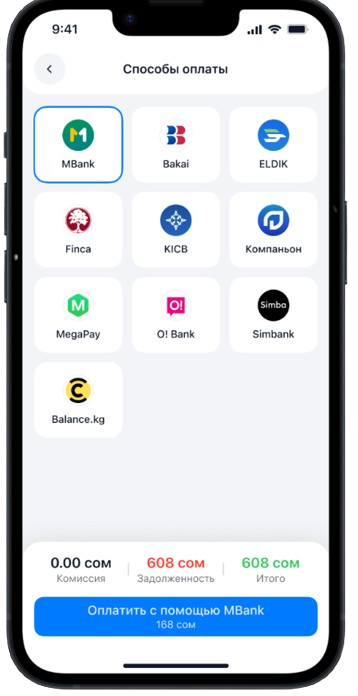 9:41
Способы оплаты
MBank
Bakai
ELDIK
Finca
KICB
Компаньон
MegaPay
O!
Simba
O! Bank
Simbank
Balance.kg
0.00 сом
608 сом
608 сом
Комиссия
Задолженность
Итого
Оплатить с помощью MBank
168 сом